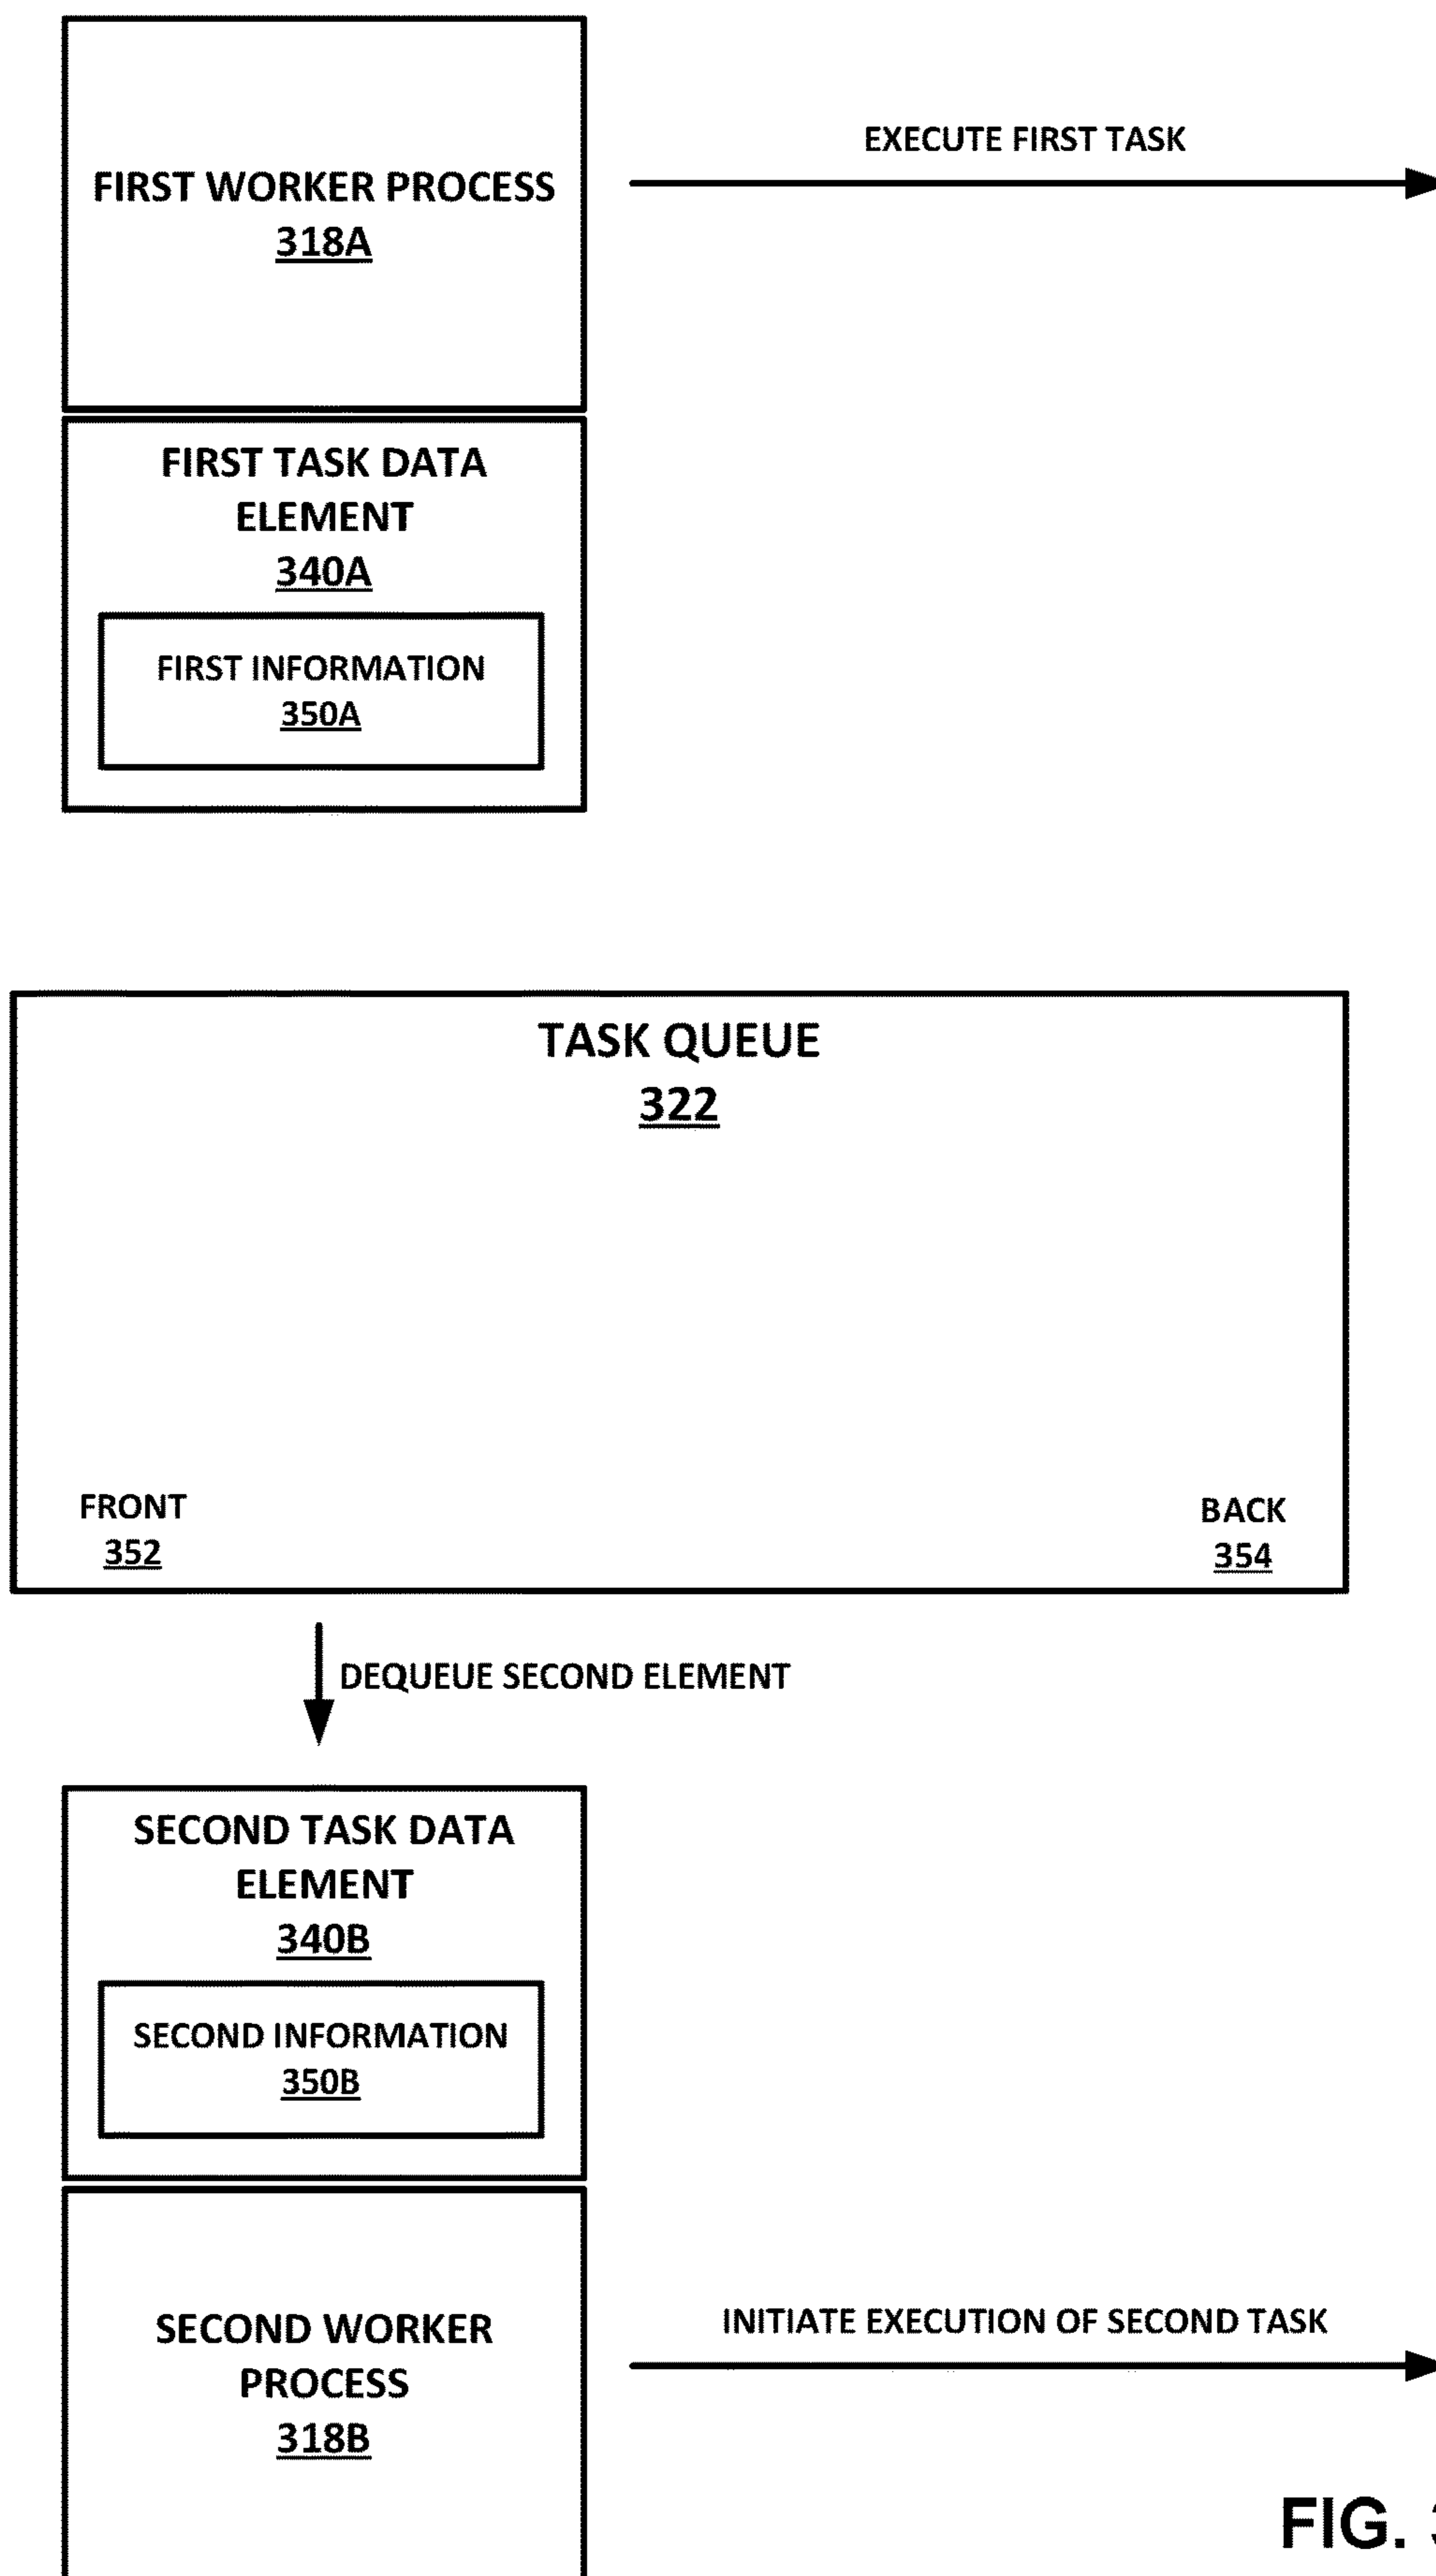 FIRST WORKER PROCESS
318A
EXECUTE FIRST TASK
FIRST TASK DATA
ELEMENT
340A
FIRST INFORMATION
350A
TASK QUEUE
322
FRONT
352
BACK
354
DEQUEUE SECOND ELEMENT
SECOND TASK DATA
ELEMENT
340B
SECOND INFORMATION
350B
SECOND WORKER
PROCESS
318B
INITIATE EXECUTION OF SECOND TASK
FIG.